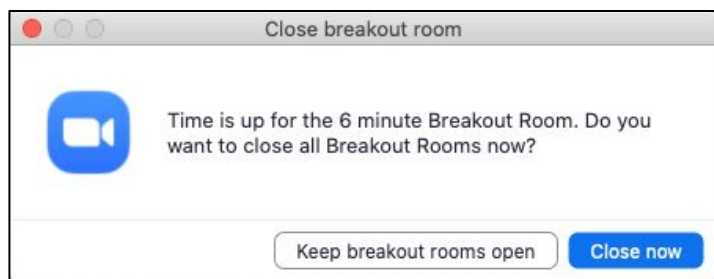 Close breakout room
Time is up for the 6 minute Breakout Room. Do you
want to close all Breakout Rooms now?
Keep breakout rooms open
Close now